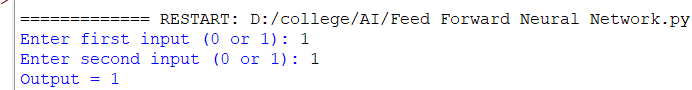 ============= RESTART: D:/college/AI/Feed Forward Neural Network.py
Enter first input (0 or 1): 1
Enter second input (0 or 1): 1
Output = 1